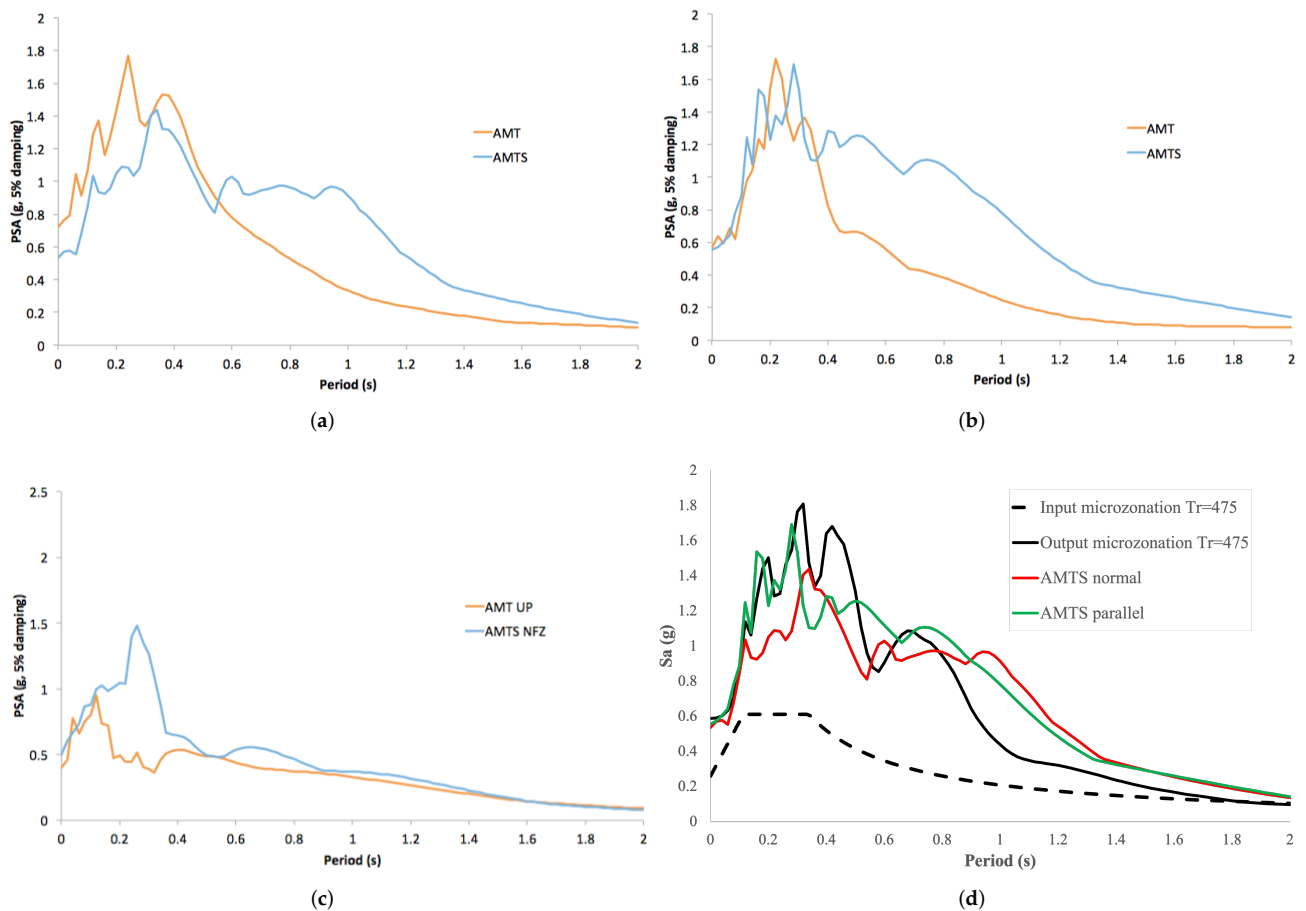 2
1.8
1.6
1.4
1.2
1
0.8
0.6
0.4
0.2
0
PSA (g, 5% damping)
AMT
AMTS
0 0.2 0.4 0.6 0.8 1 1.2 1.4 1.6 1.8 2
Period (s)
(a)
2
1.8
1.6
1.4
1.2
1
0.8
0.6
0.4
0.2
0
PSA (g, 5% damping)
AMT
AMTS
0 0.2 0.4 0.6 0.8 1 1.2 1.4 1.6 1.8 2
Period (s)
(b)
2.5
2
1.5
1
0.5
0
PSA (g, 5% damping)
AMT UP
AMTS NFZ
0 0.2 0.4 0.6 0.8 1 1.2 1.4 1.6 1.8 2
Period (s)
(c)
2
1.8
1.6
1.4
1.2
1
0.8
0.6
0.4
0.2
0
Sa (g)
Input microzonation Tr=475
Output microzonation Tr=475
AMTS normal
AMTS parallel
0 0.2 0.4 0.6 0.8 1 1.2 1.4 1.6 1.8 2
Period (s)
(d)